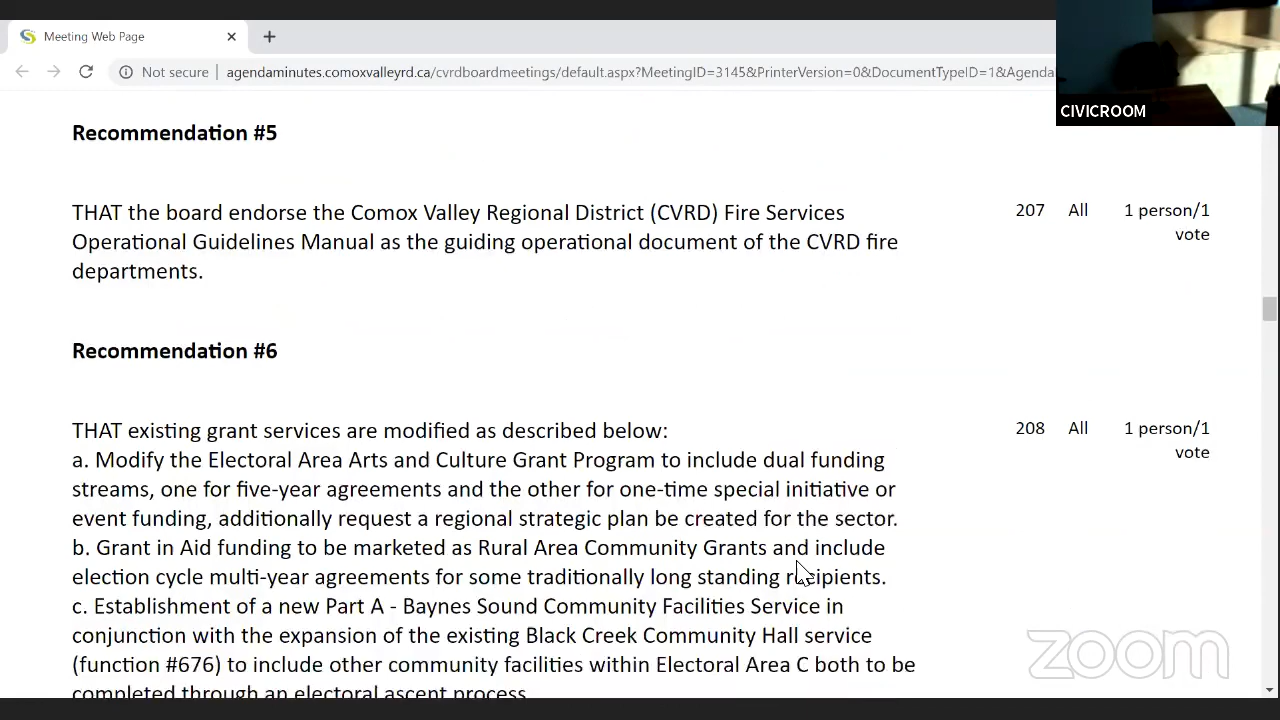 Meeting Web Page
Not secure
agendaminutes.comoxvalleyrd.ca/cvrdboardmeetings/default.aspx?MeetingID=3145&PrinterVersion=0&DocumentTypeID=1&Agenda
CIVICROOM
Recommendation #5
THAT the board endorse the Comox Valley Regional District (CVRD) Fire Services
Operational Guidelines Manual as the guiding operational document of the CVRD fire
departments.
207 All 1 person/1
vote
Recommendation #6
THAT existing grant services are modified as described below:
a. Modify the Electoral Area Arts and Culture Grant Program to include dual funding
streams, one for five-year agreements and the other for one-time special initiative or
event funding, additionally request a regional strategic plan be created for the sector.
b. Grant in Aid funding to be marketed as Rural Area Community Grants and include
election cycle multi-year agreements for some traditionally long standing recipients.
c. Establishment of a new Part A - Baynes Sound Community Facilities Service in
conjunction with the expansion of the existing Black Creek Community Hall service
(function #676) to include other community facilities within Electoral Area C both to be
completed through an electoral ascent process
208 All 1 person/1
vote
zoom